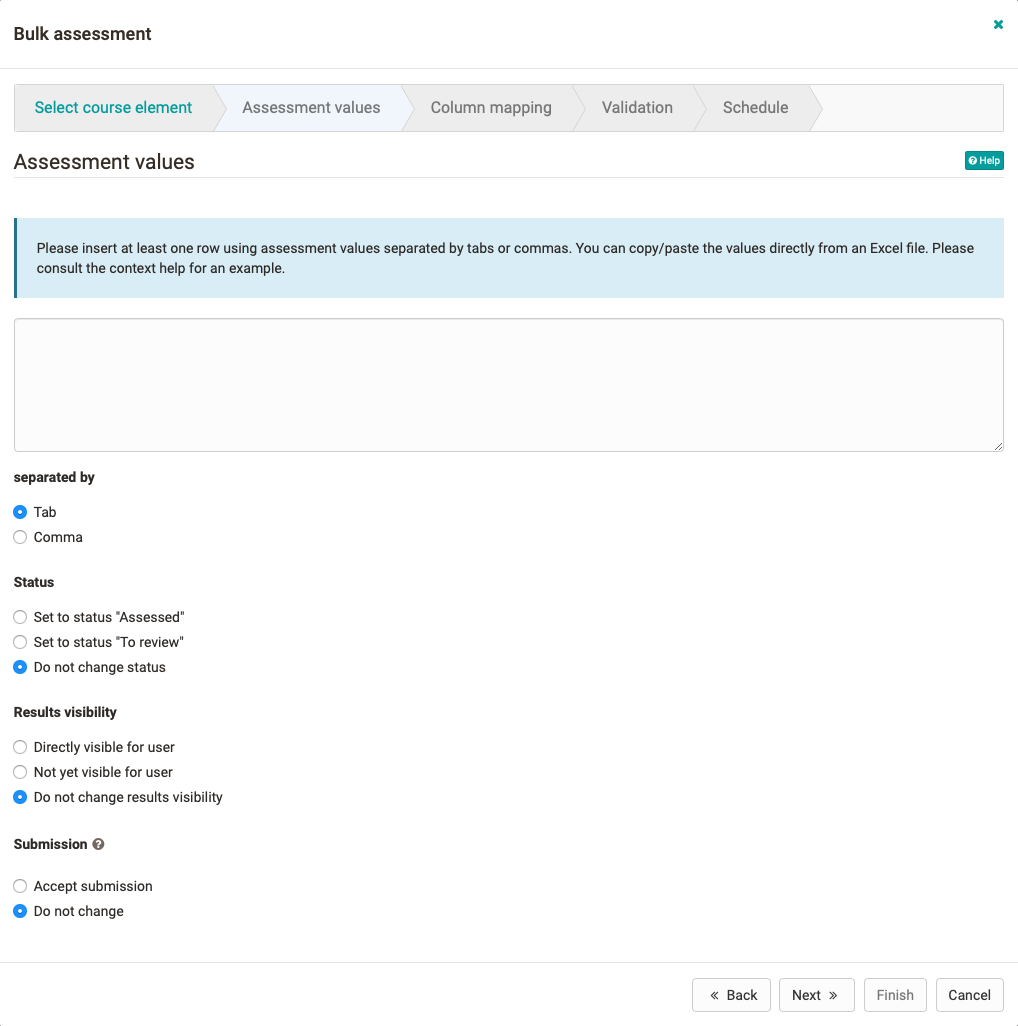 Bulk assessment
Select course element
Assessment values
Column mapping
Validation
Schedule
Assessment values
Help
Please insert at least one row using assessment values separated by tabs or commas. You can copy/paste the values directly from an Excel file. Please
consult the context help for an example.
separated by
Tab
Comma
Status
Set to status "Assessed"
Set to status "To review"
Do not change status
Results visibility
Directly visible for user
Not yet visible for user
Do not change results visibility
Submission
Accept submission
Do not change
« Back
Next »
Finish
Cancel